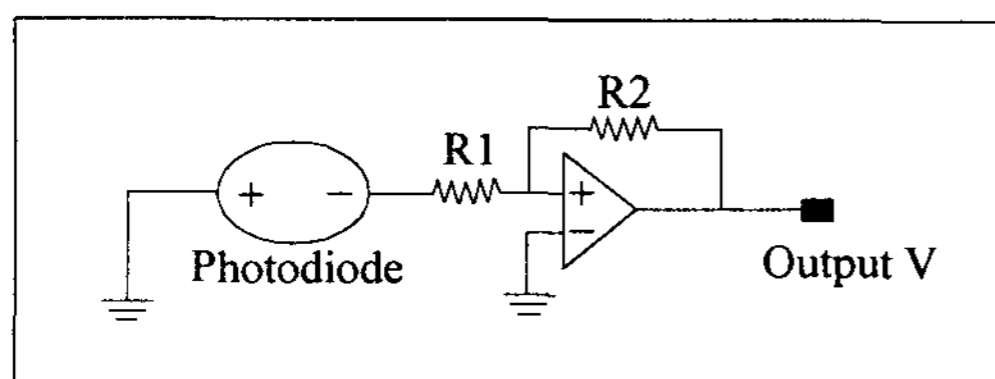 R2
R1
+ −
+
−
Photodiode
Output V